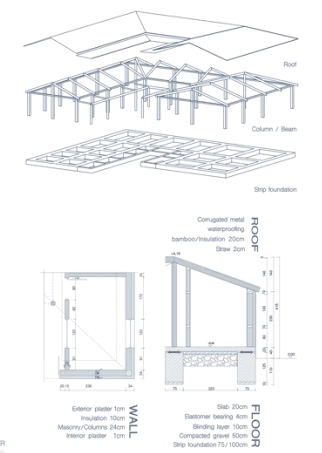 Roof
Column / Beam
Strip foundation
Corrugated metal
waterproofing
bamboo/Insulation 20cm
Straw 2cm
ROOF
Exterior plaster 1cm
Insulation 10cm
Masonry/Columns 24cm
Interior plaster 1cm
WALL
Slab 20cm
Elastomer bearing 4cm
Blinding layer 10cm
Compacted gravel 50cm
Strip foundation 75/100cm
FLOOR